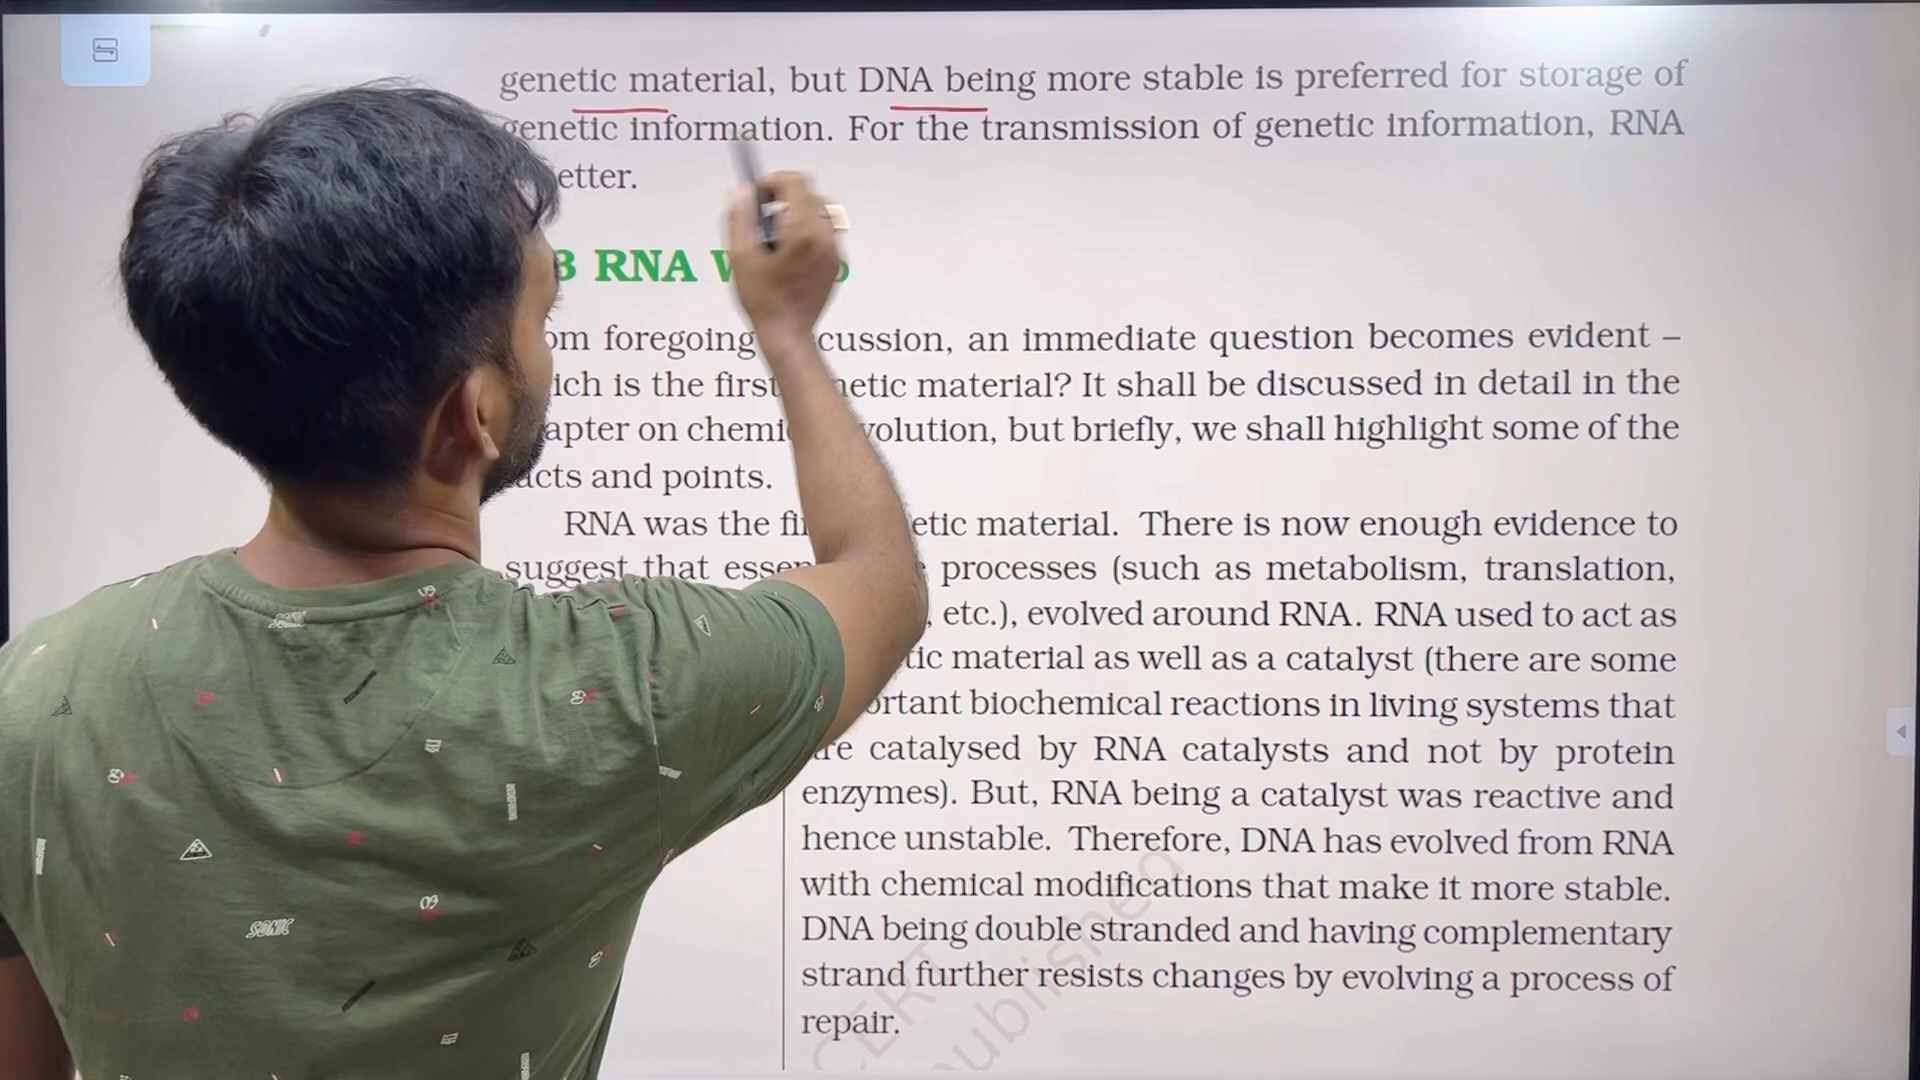 genetic material, but DNA being more stable is preferred for storage of
genetic information. For the transmission of genetic information, RNA
etter.
3 RNA W
om foregoing cussion, an immediate question becomes evident –
ich is the first netic material? It shall be discussed in detail in the
apter on chemi volution, but briefly, we shall highlight some of the
acts and points.
RNA was the fi etic material. There is now enough evidence to
suggest that essen processes (such as metabolism, translation,
, etc.), evolved around RNA. RNA used to act as
tic material as well as a catalyst (there are some
ortant biochemical reactions in living systems that
re catalysed by RNA catalysts and not by protein
enzymes). But, RNA being a catalyst was reactive and
hence unstable. Therefore, DNA has evolved from RNA
with chemical modifications that make it more stable.
DNA being double stranded and having complementary
strand further resists changes by evolving a process of
repair.
CERT
published
SONIC